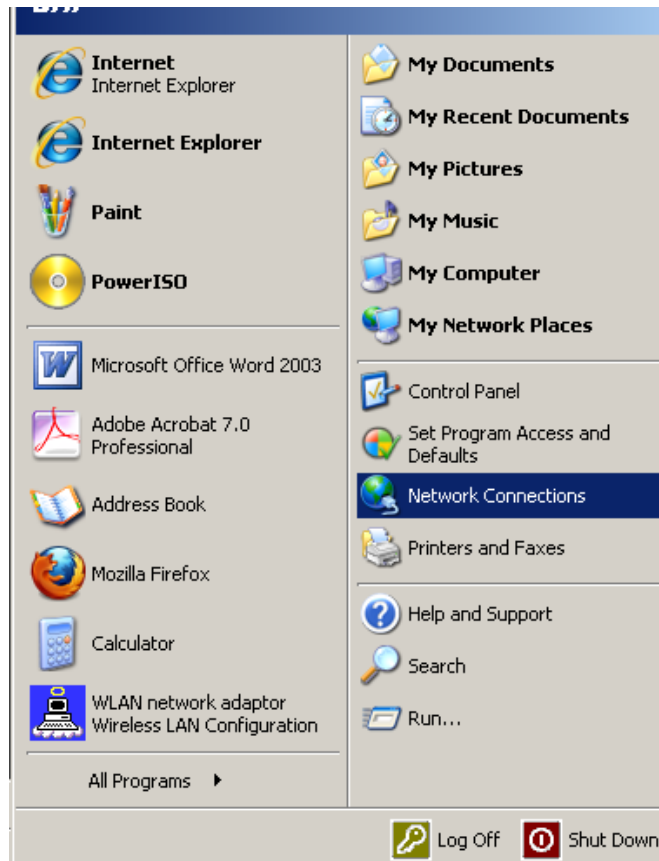 Internet
Internet Explorer
Internet Explorer
Paint
PowerISO
Microsoft Office Word 2003
Adobe Acrobat 7.0
Professional
Address Book
Mozilla Firefox
Calculator
WLAN network adaptor
Wireless LAN Configuration
All Programs
My Documents
My Recent Documents
My Pictures
My Music
My Computer
My Network Places
Control Panel
Set Program Access and
Defaults
Network Connections
Printers and Faxes
Help and Support
Search
Run...
Log Off
Shut Down